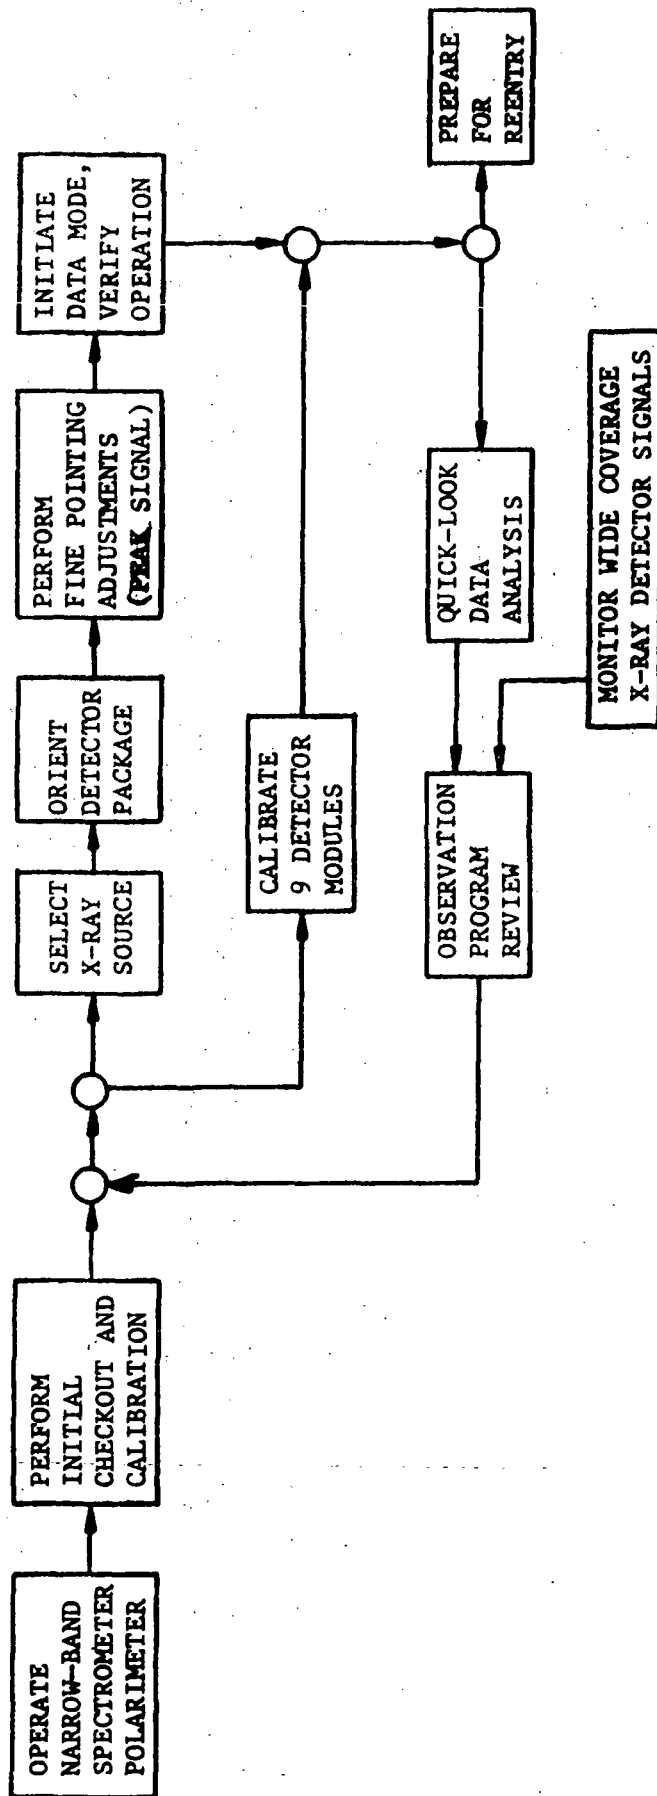 OPERATE
NARROW-BAND
SPECTROMETER
POLARIMETER
PERFORM
INITIAL
CHECKOUT AND
CALIBRATION
SELECT
X-RAY
SOURCE
ORIENT
DETECTOR
PACKAGE
PERFORM
FINE POINTING
ADJUSTMENTS
(PEAK SIGNAL)
INITIATE
DATA MODE,
VERIFY
OPERATION
CALIBRATE
9 DETECTOR
MODULES
OBSERVATION
PROGRAM
REVIEW
QUICK-LOOK
DATA
ANALYSIS
PREPARE
FOR
REENTRY
MONITOR WIDE COVERAGE
X-RAY DETECTOR SIGNALS